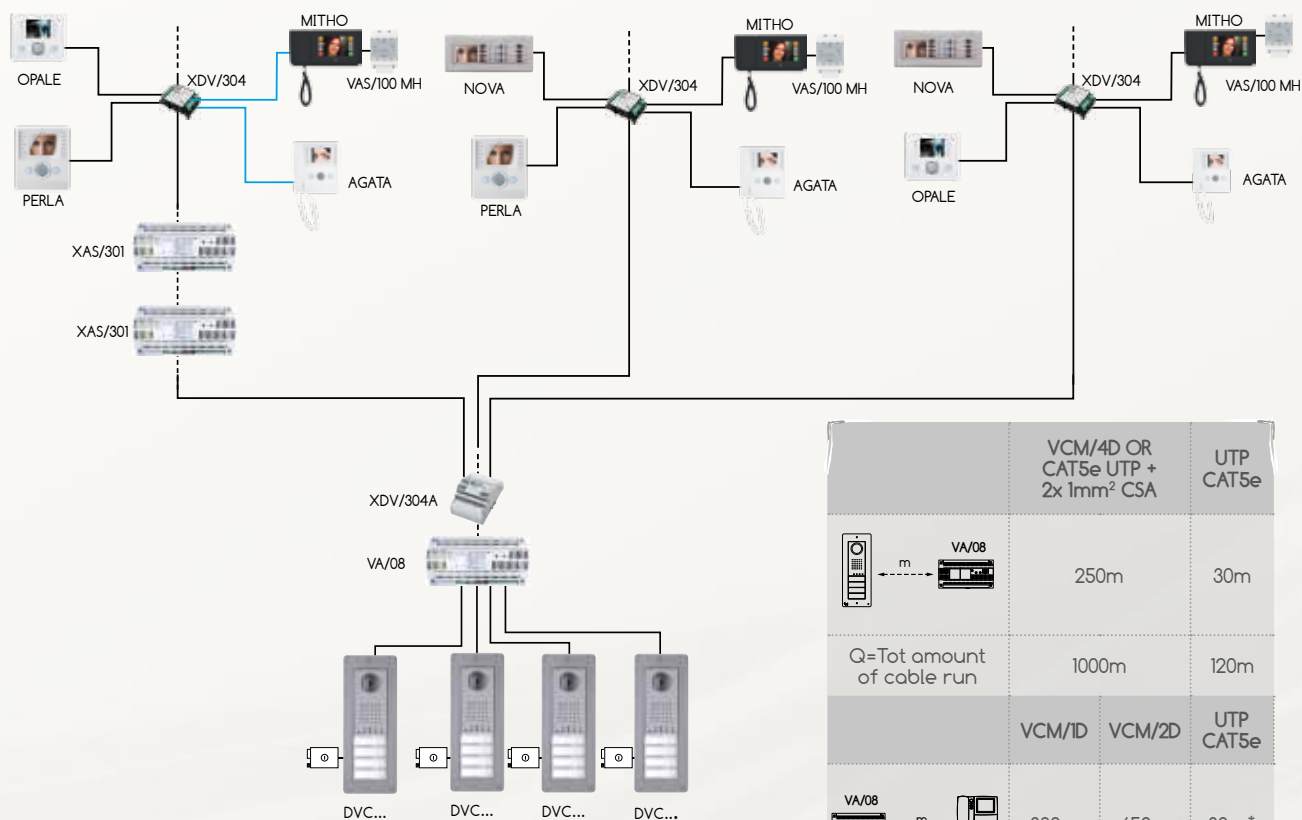 MITHO
OPALE
XDV/304
VAS/100 MH
PERLA
AGATA
MITHO
NOVA
XDV/304
VAS/100 MH
PERLA
AGATA
MITHO
NOVA
XDV/304
VAS/100 MH
OPALE
AGATA
XAS/301
XAS/301
XDV/304A
VA/08
DVC...
DVC...
DVC...
DVC...
VCM/4D OR
CAT5e UTP +
2x 1mm² CSA
UTP
CAT5e
m
VA/08
250m
30m
Q=Tot amount
of cable run
1000m
120m
VCM/1D
VCM/2D
UTP
CAT5e
VA/08
m